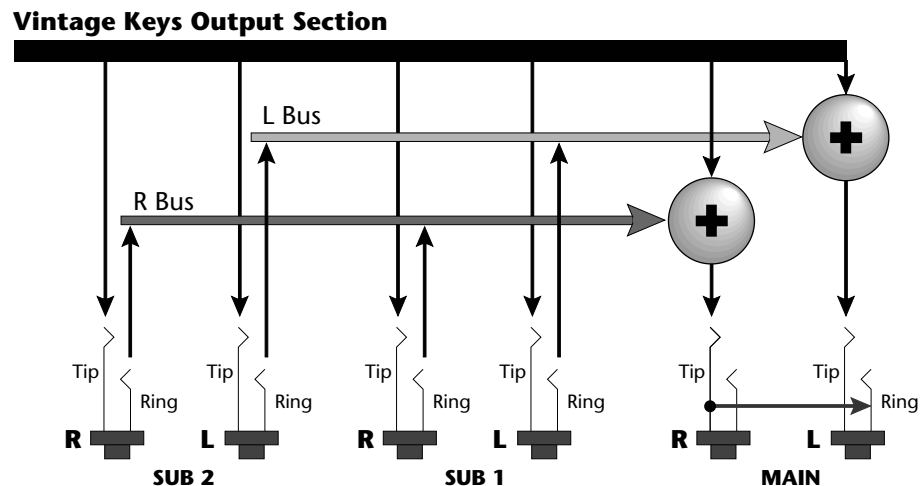 Vintage Keys Output Section
L Bus
R Bus
Tip Tip Tip Tip Tip Tip
Ring Ring Ring Ring Ring
R L R L R L
SUB 2 SUB 1 MAIN